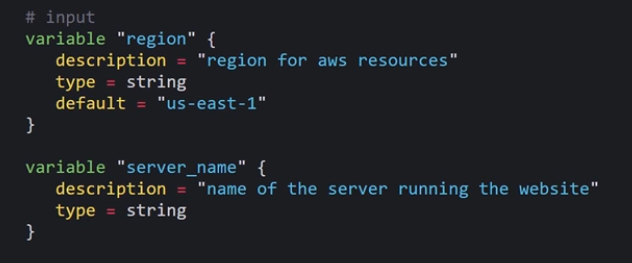 # input
variable "region" {
   description = "region for aws resources"
   type = string
   default = "us-east-1"
}

variable "server_name" {
   description = "name of the server running the website"
   type = string
}